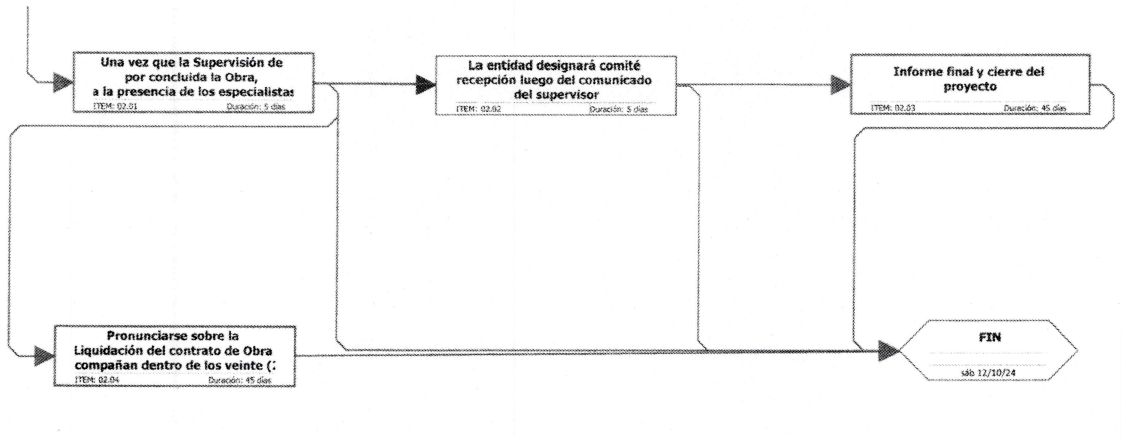 Una vez que la Supervisión de
por concluida la Obra,
a la presencia de los especialistas
ITEM: 02.01 Duración: 5 días
La entidad designará comité
recepción luego del comunicado
del supervisor
ITEM: 02.02 Duración: 5 días
Informe final y cierre del
proyecto
ITEM: 02.03 Duración: 45 días
Pronunciarse sobre la
Liquidación del contrato de Obra
compañan dentro de los veinte (2
ITEM: 02.04 Duración: 45 días
FIN
sáb 12/10/24